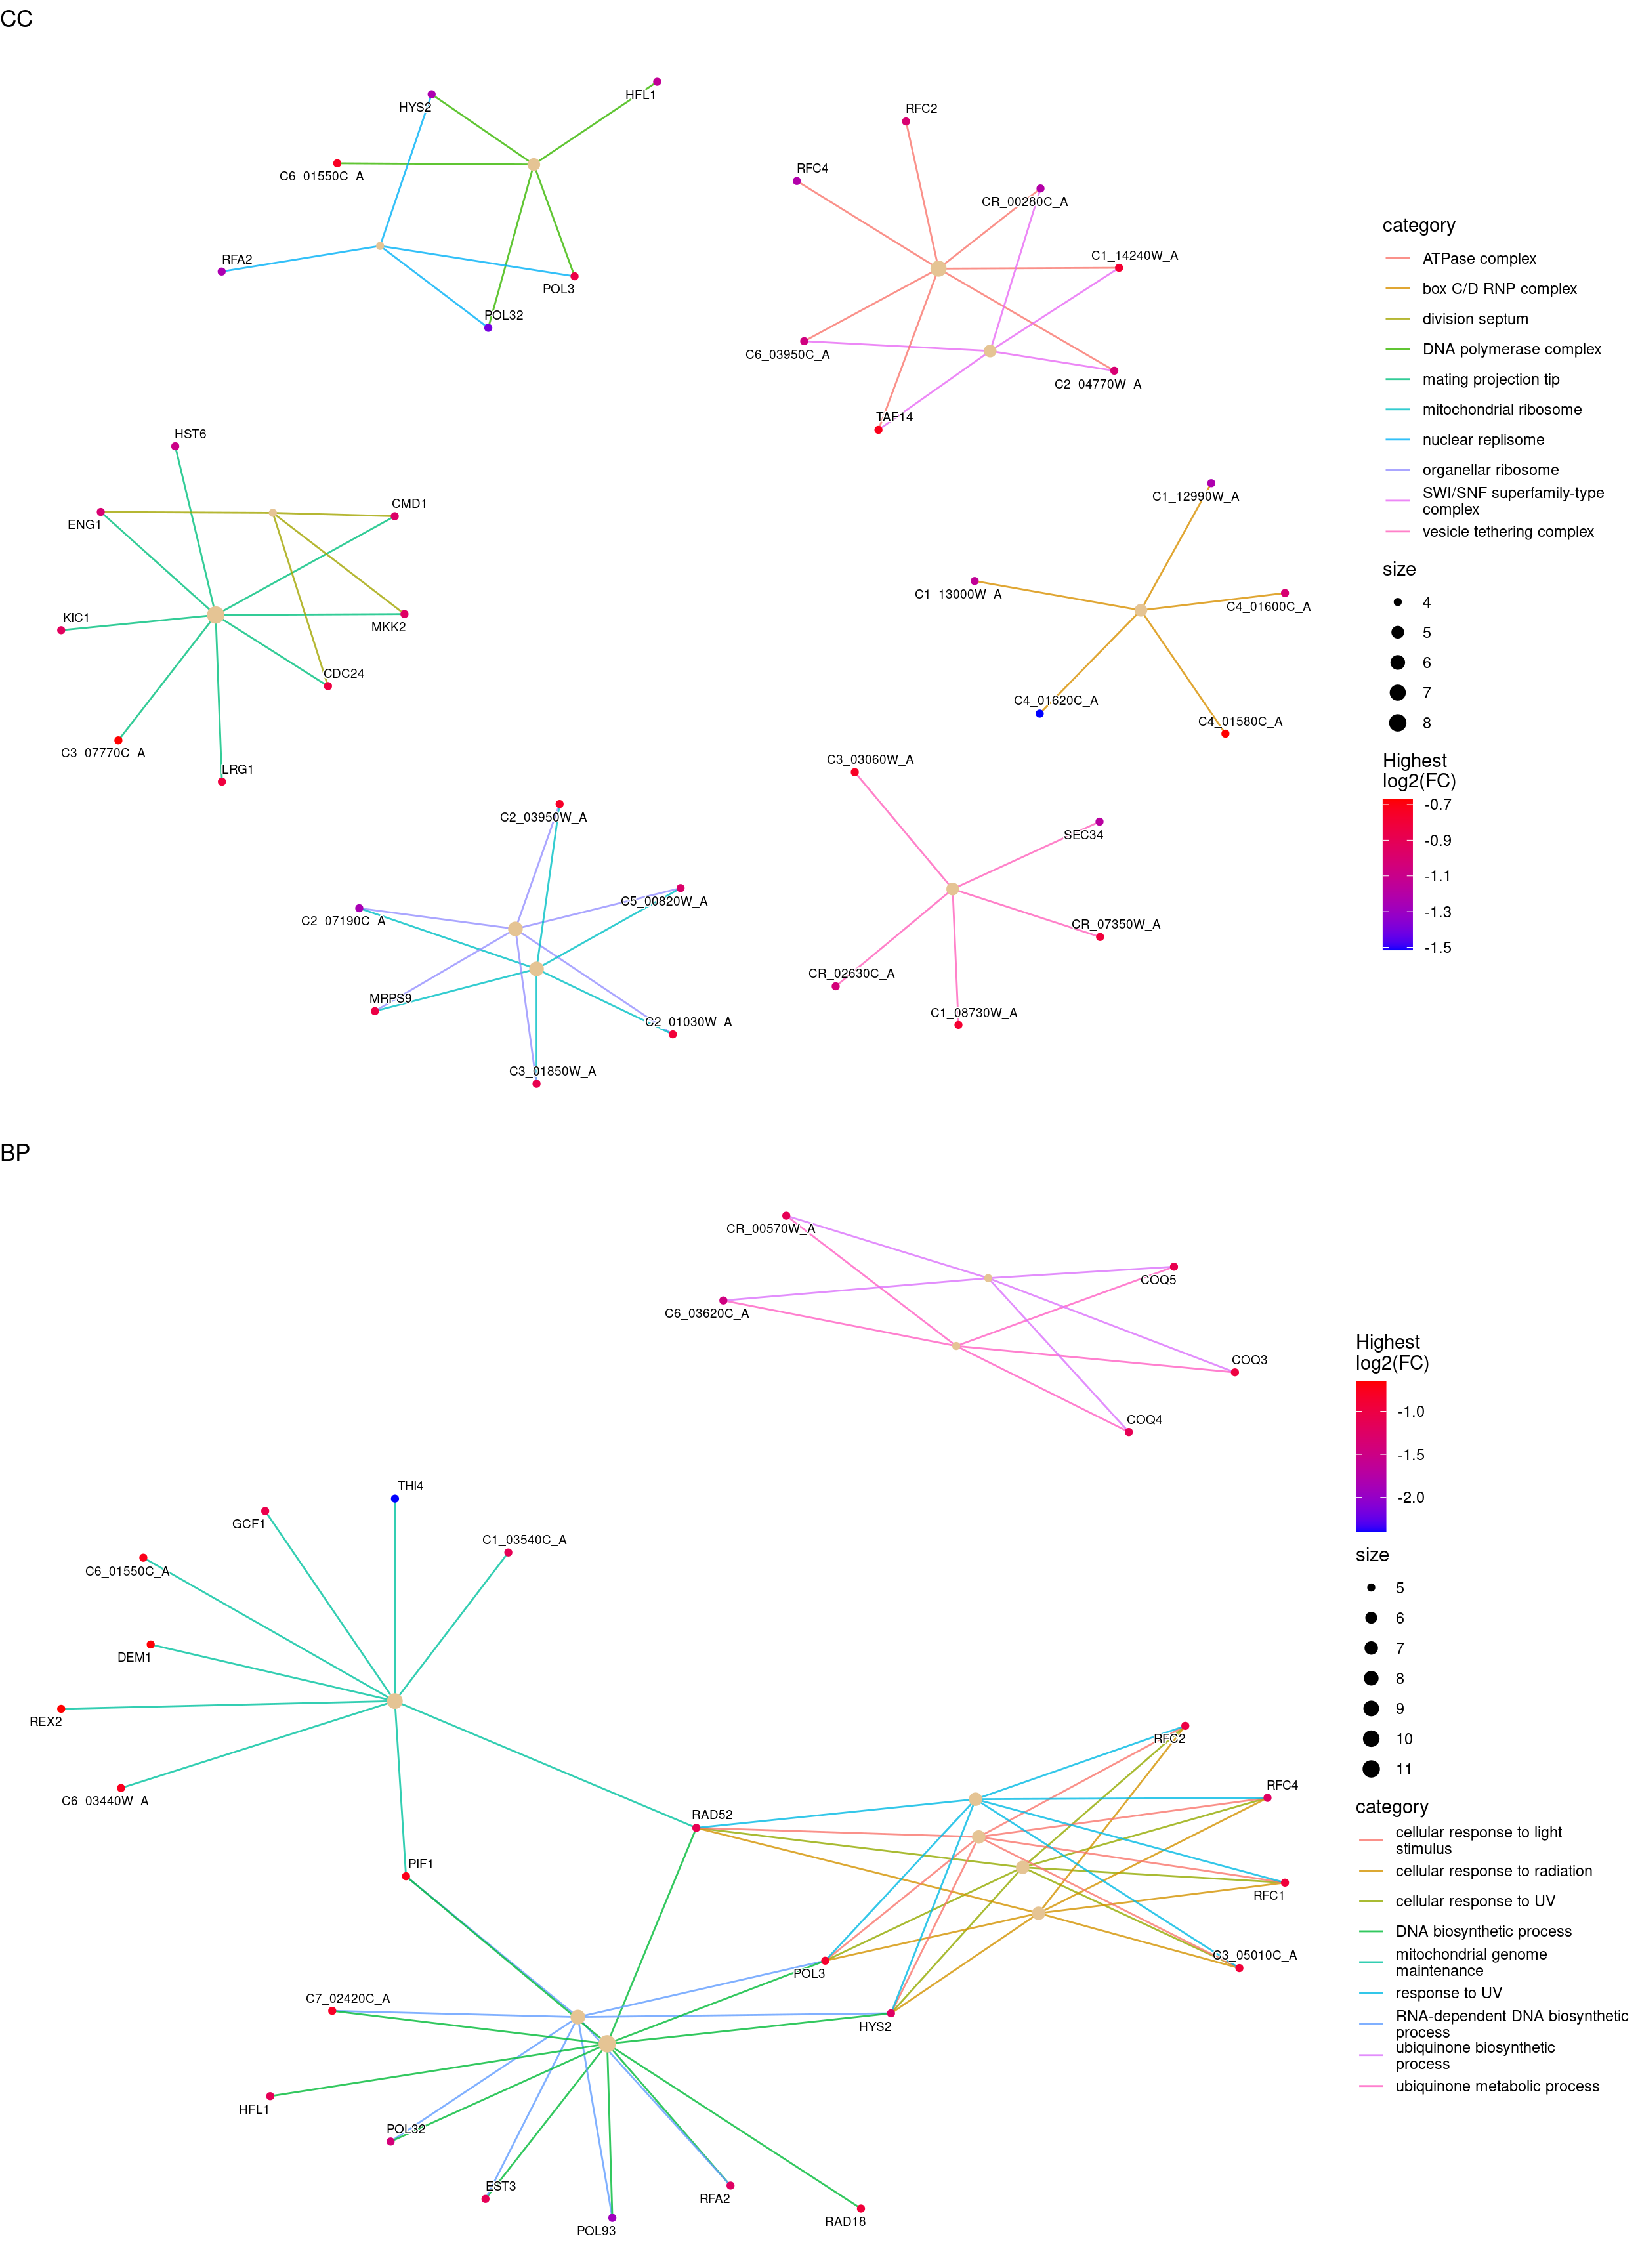 CC
HFL1
HYS2
RFC2
C6_01550C_A
RFC4
CR_00280C_A
RFA2
C1_14240W_A
POL3
POL32
C6_03950C_A
C2_04770W_A
TAF14
category
ATPase complex
box C/D RNP complex
division septum
DNA polymerase complex
mating projection tip
mitochondrial ribosome
nuclear replisome
organellar ribosome
SWI/SNF superfamily-type
complex
vesicle tethering complex
HST6
CMD1
ENG1
C1_12990W_A
C1_13000W_A
C4_01600C_A
KIC1
MKK2
CDC24
C4_01620C_A
C4_01580C_A
C3_07770C_A
LRG1
size
4
5
6
7
8
Highest
log2(FC)
-0.7
-0.9
-1.1
-1.3
-1.5
C3_03060W_A
C2_03950W_A
SEC34
C5_00820W_A
C2_07190C_A
CR_07350W_A
CR_02630C_A
MRPS9
C1_08730W_A
C2_01030W_A
C3_01850W_A
BP
CR_00570W_A
COQ5
C6_03620C_A
COQ3
COQ4
Highest
log2(FC)
-1.0
-1.5
-2.0
THI4
GCF1
C1_03540C_A
C6_01550C_A
DEM1
REX2
C6_03440W_A
size
5
6
7
8
9
10
11
RFC2
RFC4
RAD52
PIF1
RFC1
C3_05010C_A
POL3
C7_02420C_A
HYS2
HFL1
POL32
EST3
RFA2
POL93
RAD18
category
cellular response to light
stimulus
cellular response to radiation
cellular response to UV
DNA biosynthetic process
mitochondrial genome
maintenance
response to UV
RNA-dependent DNA biosynthetic
process
ubiquinone biosynthetic
process
ubiquinone metabolic process